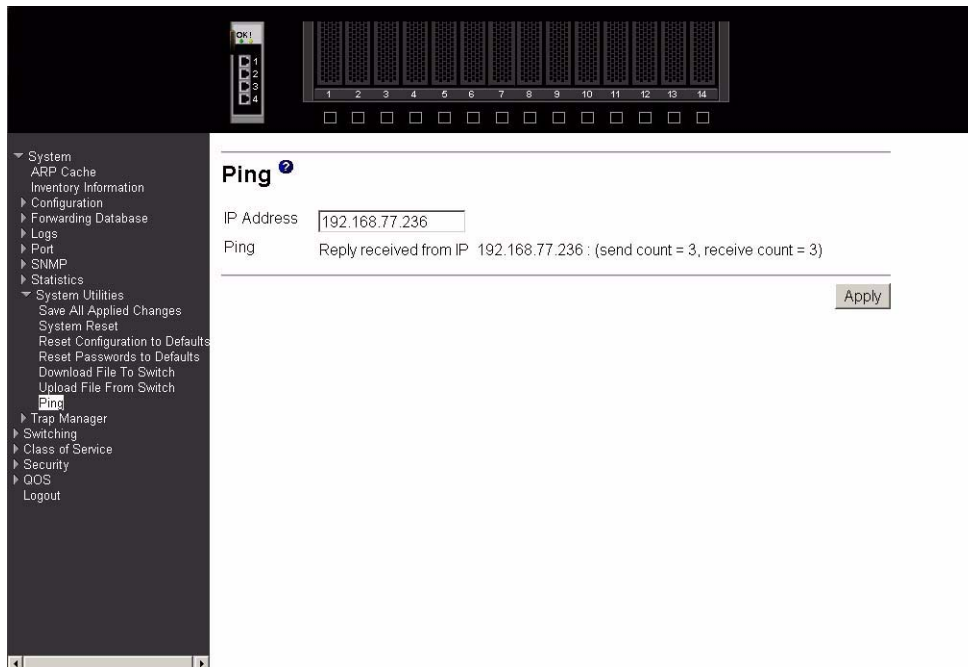 OK!
1
2
3
4
1 2 3 4 5 6 7 8 9 10 11 12 13 14
System
ARP Cache
Inventory Information
Configuration
Forwarding Database
Logs
Port
SNMP
Statistics
System Utilities
Save All Applied Changes
System Reset
Reset Configuration to Defaults
Reset Passwords to Defaults
Download File To Switch
Upload File From Switch
Ping
Trap Manager
Switching
Class of Service
Security
QOS
Logout
Ping ?
IP Address 192.168.77.236
Ping Reply received from IP 192.168.77.236 : (send count = 3, receive count = 3)
Apply